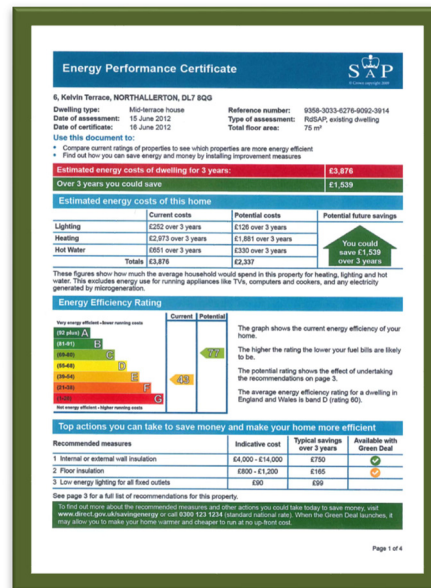 Energy Performance Certificate
SAP
6, Kelvin Terrace, NORTHALLERTON, DL7 8QG
Dwelling type: Mid-terrace house Reference number: 9358-3033-6276-9092-3914
Date of assessment: 15 June 2012 Type of assessment: RdSAP, existing dwelling
Date of certificate: 16 June 2012 Total floor area: 75 m²
Use this document to:
• Compare current ratings of properties to see which properties are more energy efficient
• Find out how you can save energy and money by installing improvement measures
Estimated energy costs of dwelling for 3 years: £3,876
Over 3 years you could save £1,539
Estimated energy costs of this home
Current costs Potential costs Potential future savings
Lighting £252 over 3 years £126 over 3 years
Heating £2,973 over 3 years £1,881 over 3 years
Hot Water £651 over 3 years £330 over 3 years
Totals £3,876 £2,337
You could
save £1,539
over 3 years
These figures show how much the average household would spend in this property for heating, lighting and hot
water. This excludes energy use for running appliances like TVs, computers and cookers, and any electricity
generated by microgeneration.
Energy Efficiency Rating
Current Potential
Very energy efficient - lower running costs
(92 plus) A
(81-91) B
(69-80) C
(55-68) D
(39-54) E
(21-38) F
(1-20) G
43
77
Not energy efficient - higher running costs
The graph shows the current energy efficiency of your
home.
The higher the rating the lower your fuel bills are likely
to be.
The potential rating shows the effect of undertaking
the recommendations on page 3.
The average energy efficiency rating for a dwelling in
England and Wales is band D (rating 60).
Top actions you can take to save money and make your home more efficient
Recommended measures Indicative cost Typical savings over 3 years Available with Green Deal
1 Internal or external wall insulation £4,000 - £14,000 £750
2 Floor insulation £800 - £1,200 £165
3 Low energy lighting for all fixed outlets £90 £99
See page 3 for a full list of recommendations for this property.
To find out more about the recommended measures and other actions you could take today to save money, visit
www.direct.gov.uk/savingenergy or call 0300 123 1234 (standard national rate). When the Green Deal launches, it
may allow you to make your home warmer and cheaper to run at no up-front cost.
Page 1 of 4